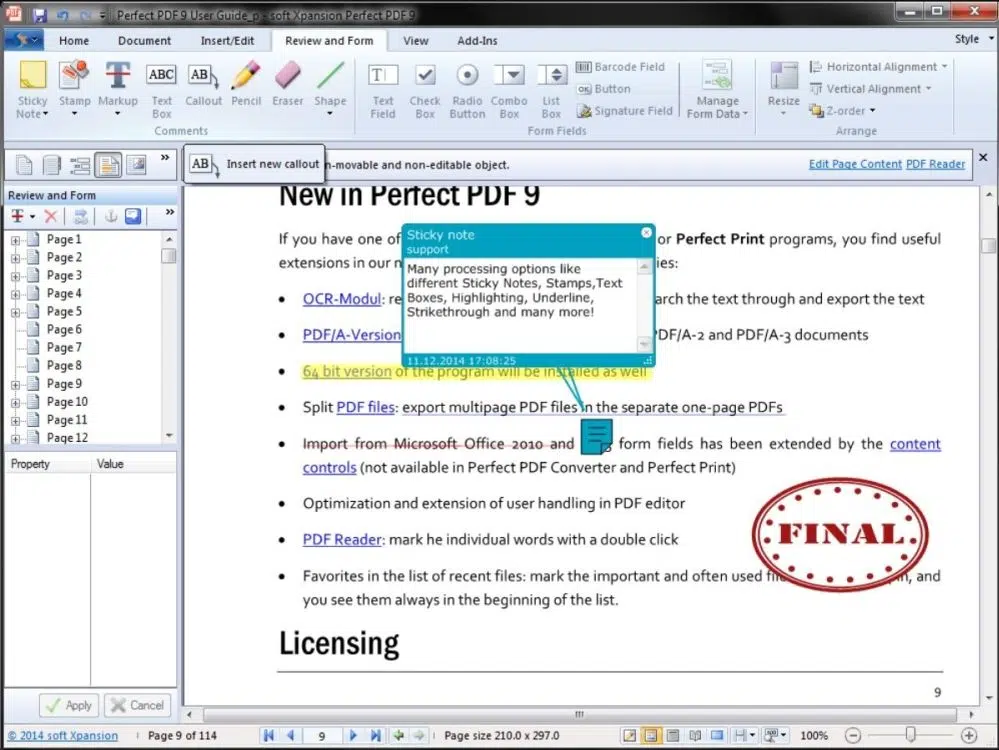 Perfect PDF 9 User Guide_p - soft Xpansion Perfect PDF 9
Home Document Insert/Edit Review and Form View Add-Ins Style
Sticky Note Stamp Markup Text Box Callout Pencil Eraser Shape
Comments
Text Field Check Box Radio Button Combo Box List Box
Barcode Field
Button
Signature Field
Form Fields
Manage Form Data
Resize
Horizontal Alignment
Vertical Alignment
Z-order
Arrange
Insert new callout
n-movable and non-editable object.
Edit Page Content PDF Reader
Review and Form
Page 1
Page 2
Page 3
Page 4
Page 5
Page 6
Page 7
Page 8
Page 9
Page 10
Page 11
Page 12
Property Value
Apply Cancel
New in Perfect PDF 9
If you have one of or Perfect Print programs, you find useful
extensions in our n ies:
• OCR-Modul: re arch the text through and export the text
• PDF/A-Version PDF/A-2 and PDF/A-3 documents
• 64 bit version of the program will be installed as well
• Split PDF files: export multipage PDF files in the separate one-page PDFs
• Import from Microsoft Office 2010 and form fields has been extended by the content
controls (not available in Perfect PDF Converter and Perfect Print)
• Optimization and extension of user handling in PDF editor
• PDF Reader: mark he individual words with a double click
• Favorites in the list of recent files: mark the important and often used and
you see them always in the beginning of the list.
Sticky note
support
Many processing options like
different Sticky Notes, Stamps,Text
Boxes, Highlighting, Underline,
Strikethrough and many more!
11.12.2014 17:08:25
FINAL
Licensing
9
© 2014 soft Xpansion Page 9 of 114 9 Page size 210.0 x 297.0 100%